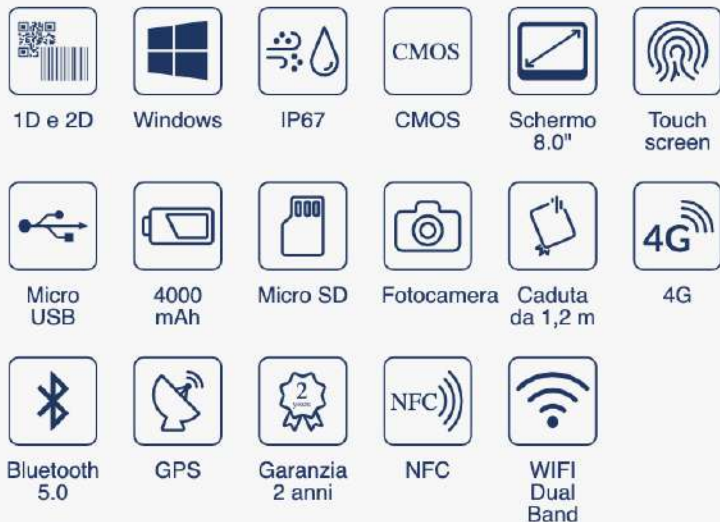 CMOS
1D e 2D
Windows
IP67
CMOS
Schermo
8.0"
Touch
screen
4G
Micro
USB
4000
mAh
Micro SD
Fotocamera
Caduta
da 1,2 m
4G
2
years
NFC
Bluetooth
5.0
GPS
Garanzia
2 anni
NFC
WIFI
Dual
Band